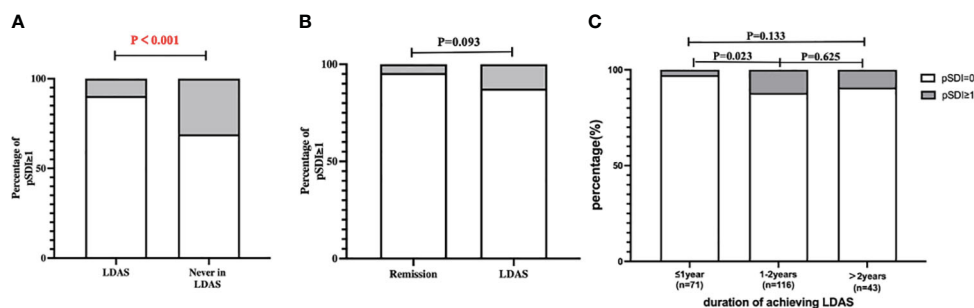 A
P＜0.001
Percentage of
pSDI≥1
100
50
0
LDAS
Never in
LDAS
B
P=0.093
Percentage of
pSDI≥1
100
50
0
Remission
LDAS
C
P=0.133
P=0.023
P=0.625
percentage(%)
100
50
0
≤1year
(n=71)
1-2years
(n=116)
＞2years
(n=43)
duration of achieving LDAS
pSDI=0
pSDI≥1